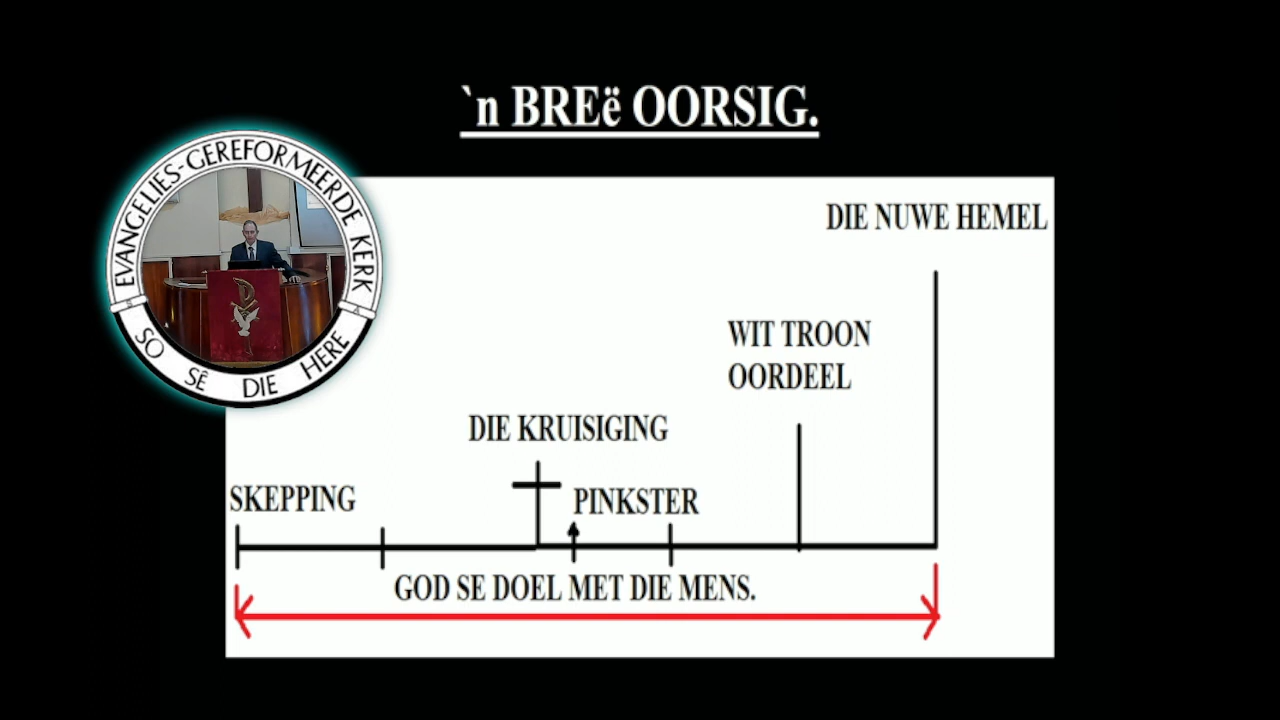 `n BREë OORSIG.
EVANGELIES-GEREFORMEERDE KERK
SO SÊ DIE HERE
DIE NUWE HEMEL
WIT TROON
OORDEEL
DIE KRUISIGING
SKEPPING
PINKSTER
GOD SE DOEL MET DIE MENS.